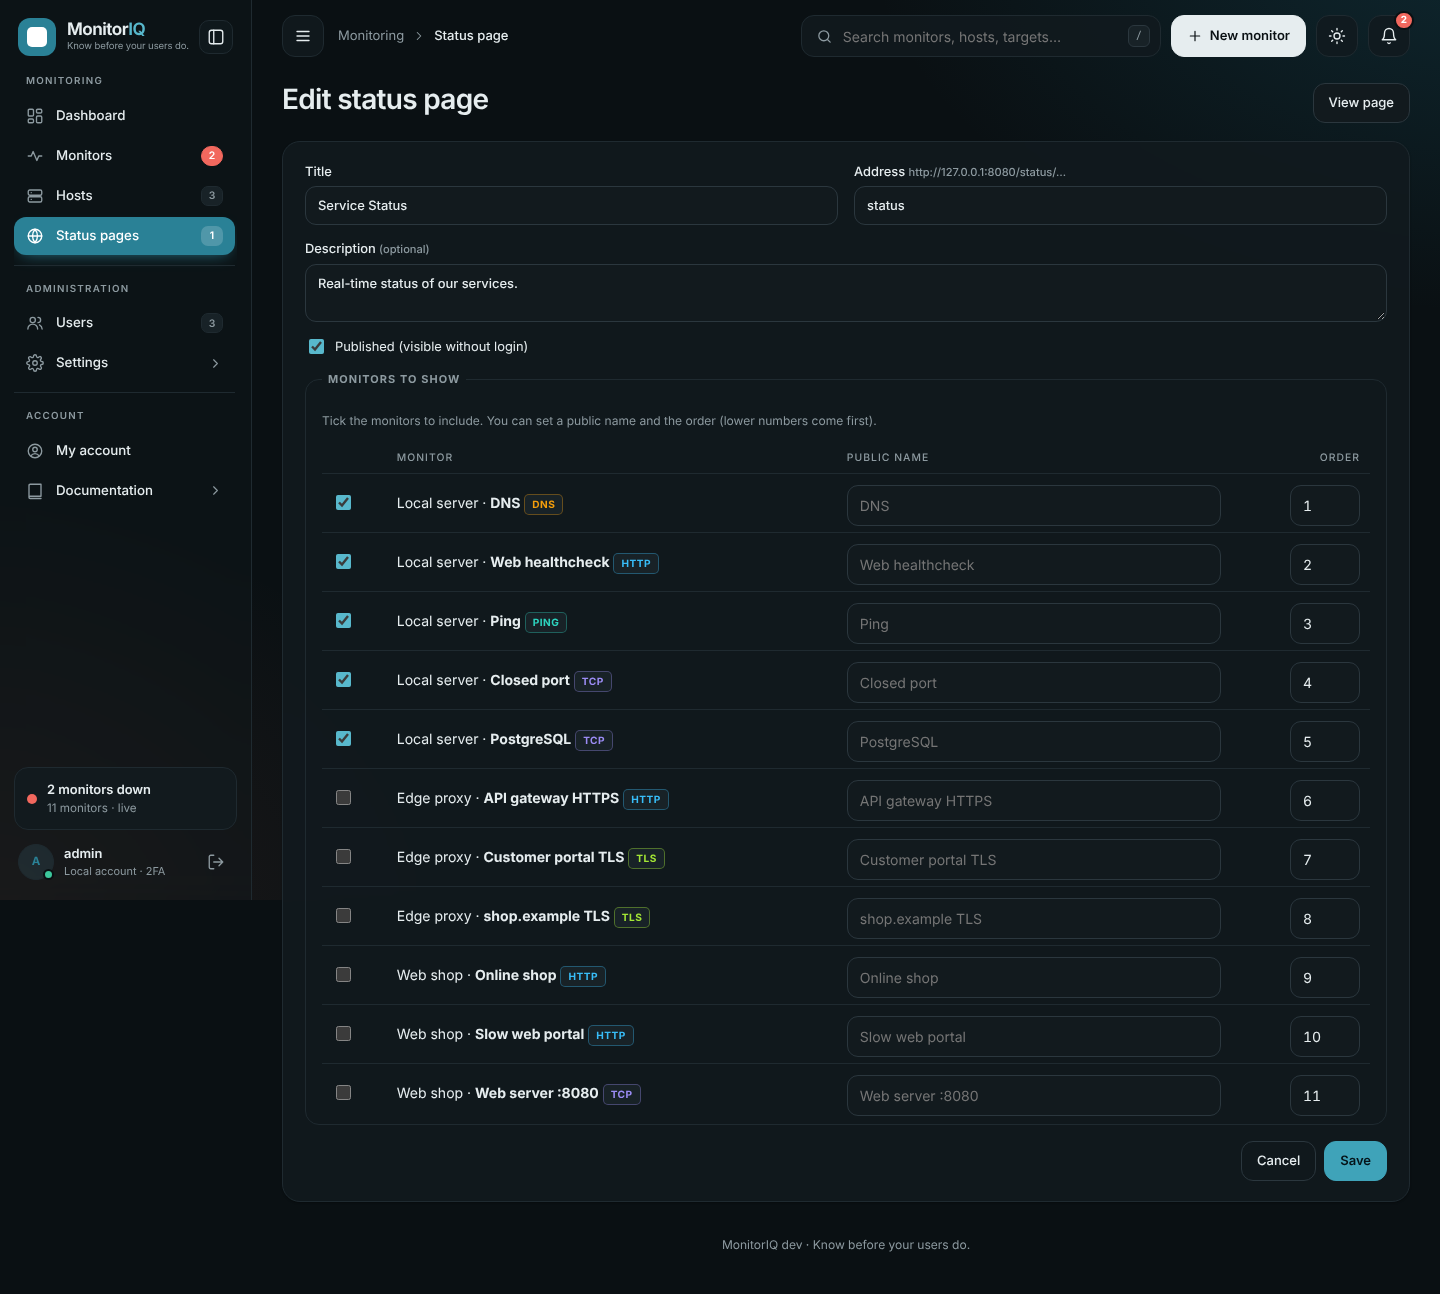 MonitorIQ
Know before your users do.
MONITORING
Dashboard
Monitors 2
Hosts 3
Status pages 1
ADMINISTRATION
Users 3
Settings
ACCOUNT
My account
Documentation
2 monitors down
11 monitors · live
A
admin
Local account · 2FA
Monitoring > Status page
Search monitors, hosts, targets... /
+ New monitor
2
Edit status page
View page
Title
Service Status
Address http://127.0.0.1:8080/status/...
status
Description (optional)
Real-time status of our services.
Published (visible without login)
MONITORS TO SHOW
Tick the monitors to include. You can set a public name and the order (lower numbers come first).
MONITOR PUBLIC NAME ORDER
Local server · DNS DNS DNS 1
Local server · Web healthcheck HTTP Web healthcheck 2
Local server · Ping PING Ping 3
Local server · Closed port TCP Closed port 4
Local server · PostgreSQL TCP PostgreSQL 5
Edge proxy · API gateway HTTPS HTTP API gateway HTTPS 6
Edge proxy · Customer portal TLS TLS Customer portal TLS 7
Edge proxy · shop.example TLS TLS shop.example TLS 8
Web shop · Online shop HTTP Online shop 9
Web shop · Slow web portal HTTP Slow web portal 10
Web shop · Web server :8080 TCP Web server :8080 11
Cancel Save
MonitorIQ dev · Know before your users do.